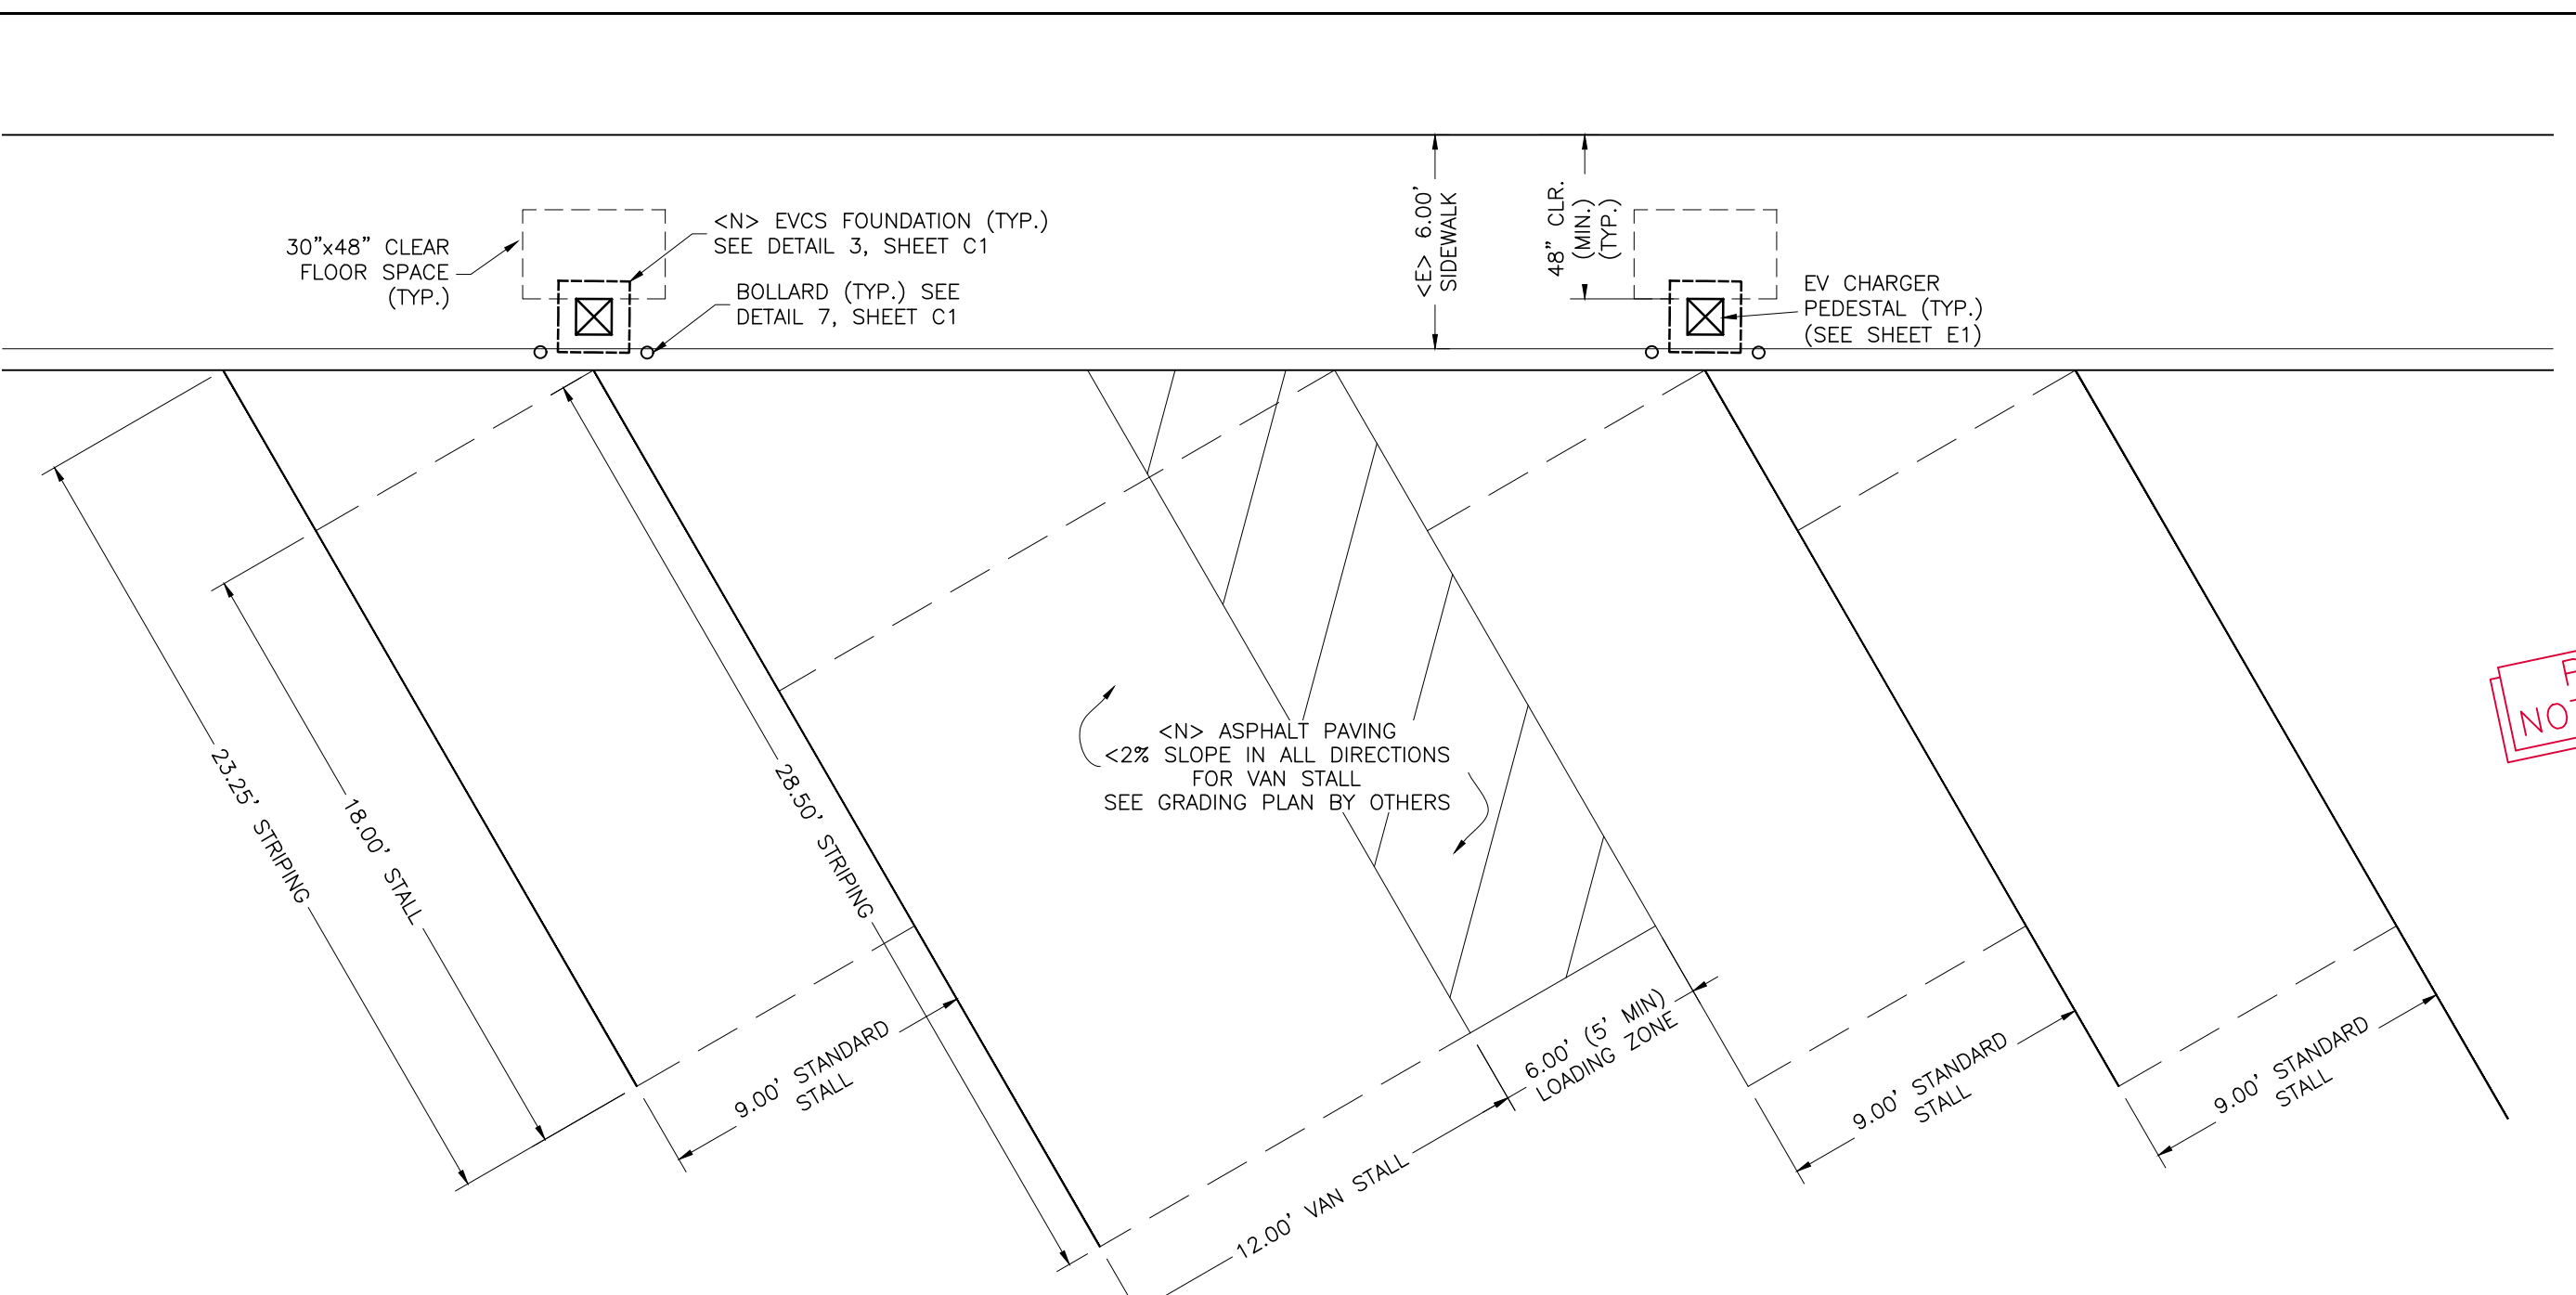 30”x48” CLEAR
FLOOR SPACE
(TYP.)
<N> EVCS FOUNDATION (TYP.)
SEE DETAIL 3, SHEET C1
BOLLARD (TYP.) SEE
DETAIL 7, SHEET C1
<E> 6.00’
SIDEWALK
48” CLR.
(MIN.)
(TYP.)
EV CHARGER
PEDESTAL (TYP.)
(SEE SHEET E1)
23.25’ STRIPING
18.00’ STALL
28.50’ STRIPING
<N> ASPHALT PAVING
<2% SLOPE IN ALL DIRECTIONS
FOR VAN STALL
SEE GRADING PLAN BY OTHERS
9.00’ STANDARD
STALL
12.00’ VAN STALL
6.00’ (5’ MIN)
LOADING ZONE
9.00’ STANDARD
STALL
9.00’ STANDARD
STALL